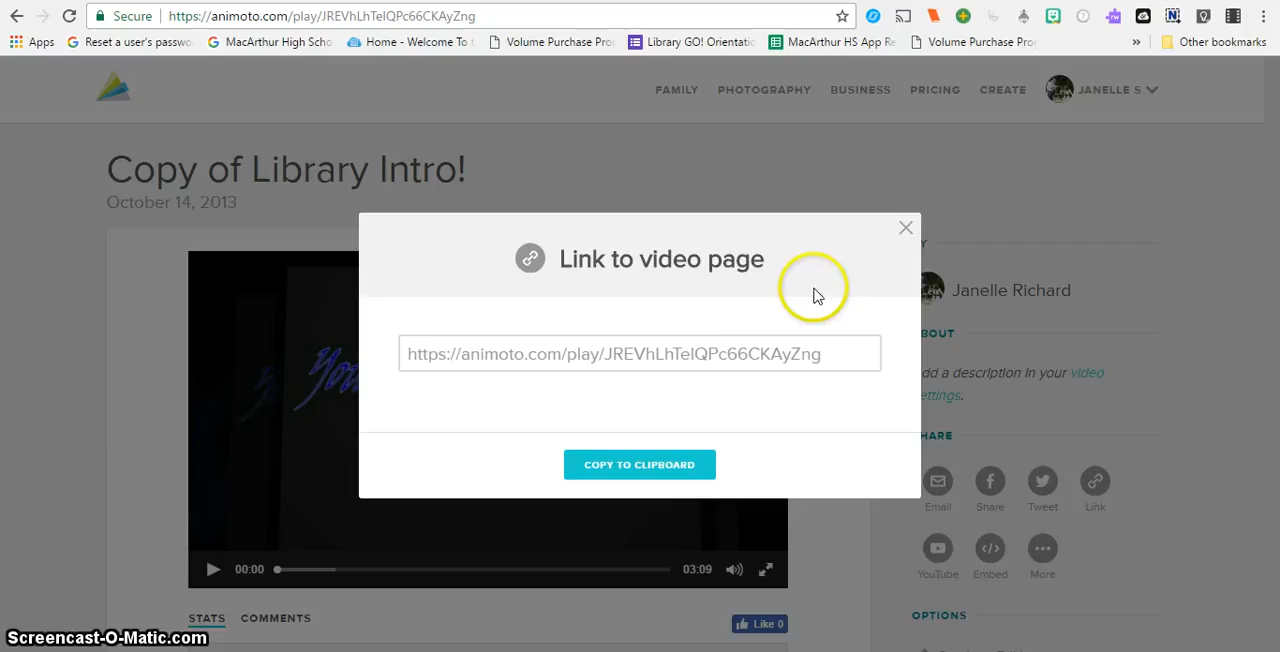 Secure https://animoto.com/play/JREVhLhTelQPc66CKAyZng
Apps Reset a user's passwo MacArthur High Scho Home - Welcome To Volume Purchase Pro Library GO! Orientati MacArthur HS App Re Volume Purchase Pro » Other bookmarks
FAMILY PHOTOGRAPHY BUSINESS PRICING CREATE JANELLE S
Copy of Library Intro!
October 14, 2013
Link to video page
https://animoto.com/play/JREVhLhTelQPc66CKAyZng
COPY TO CLIPBOARD
Y
Janelle Richard
BOUT
dd a description in your video
ettings.
HARE
Email Share Tweet Link
YouTube Embed More
OPTIONS
You
00:00 03:09
STATS COMMENTS
Like 0
Screencast-O-Matic.com